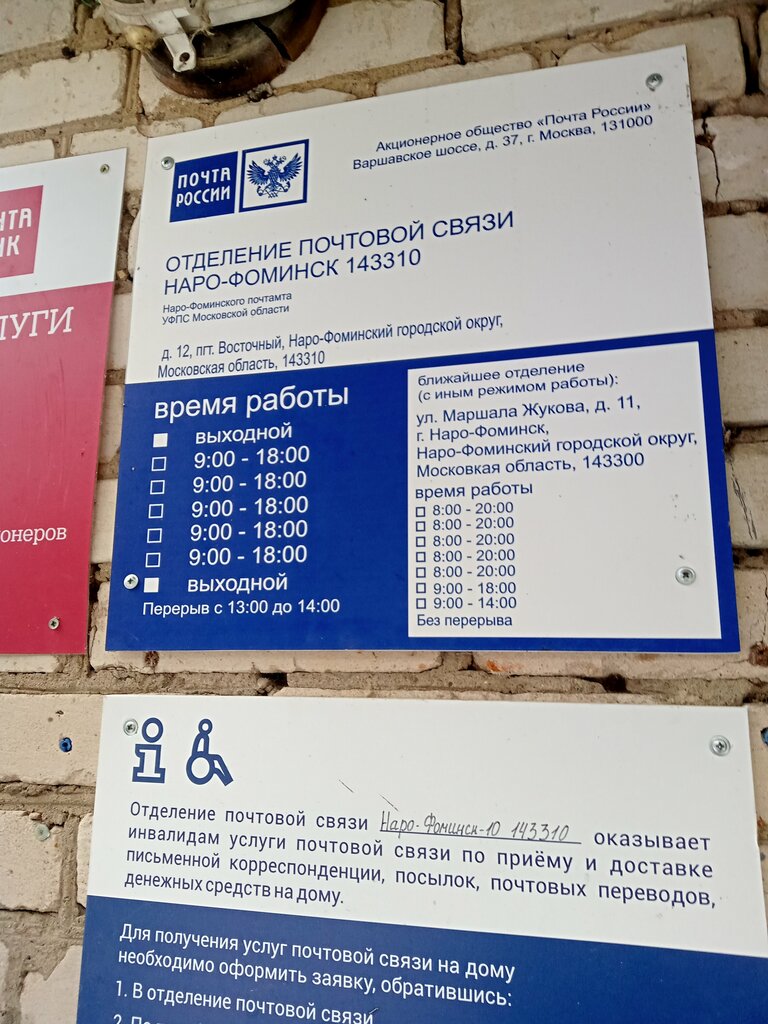 ПОЧТА
РОССИИ
Акционерное общество «Почта России»
Варшавское шоссе, д. 37, г. Москва, 131000
ОТДЕЛЕНИЕ ПОЧТОВОЙ СВЯЗИ
НАРО-ФОМИНСК 143310
Наро-Фоминского почтамта
УФПС Московской области
д. 12, пгт. Восточный, Наро-Фоминский городской округ,
Московская область, 143310
время работы
выходной
9:00 - 18:00
9:00 - 18:00
9:00 - 18:00
9:00 - 18:00
9:00 - 18:00
выходной
Перерыв с 13:00 до 14:00
ближайшее отделение
(с иным режимом работы):
ул. Маршала Жукова, д. 11,
г. Наро-Фоминск,
Наро-Фоминский городской округ,
Московкая область, 143300
время работы
8:00 - 20:00
8:00 - 20:00
8:00 - 20:00
8:00 - 20:00
8:00 - 20:00
9:00 - 18:00
9:00 - 14:00
Без перерыва
НТА
НК
ЛУГИ
онеров
Отделение почтовой связи Наро-Фоминск-10 143310 оказывает
инвалидам услуги почтовой связи по приёму и доставке
письменной корреспонденции, посылок, почтовых переводов,
денежных средств на дому.
Для получения услуг почтовой связи на дому
необходимо оформить заявку, обратившись:
1. В отделение почтовой связи
2.